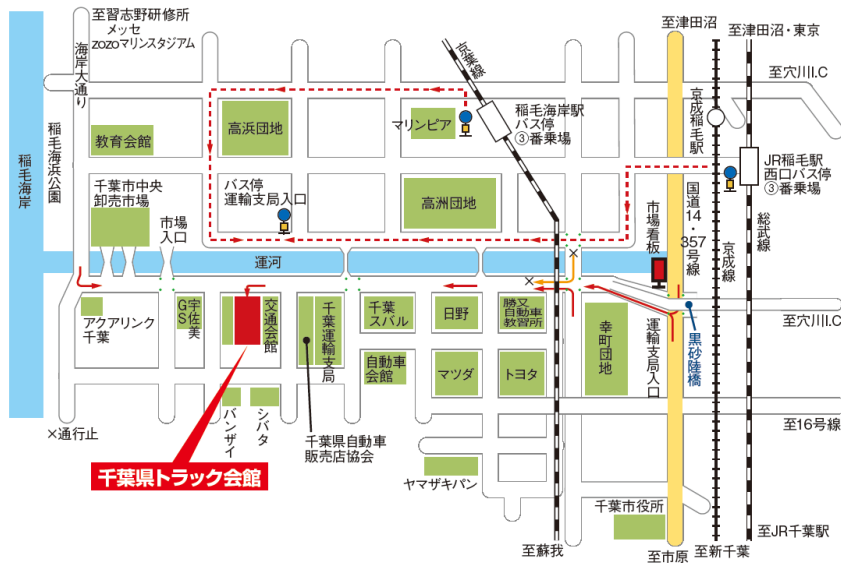 至習志野研修所
メッセ
zozoマリンスタジアム
海岸大通り
稲毛海浜公園
稲毛海岸
教育会館
千葉市中央
卸売市場
市場
入口
高浜団地
バス停
運輸支局入口
マリンピア
京葉線
稲毛海岸駅
バス停
③番乗場
高洲団地
至津田沼
至津田沼・東京
至穴川I.C
京成稲毛駅
JR稲毛駅
西口バス停
③番乗場
国道14・357号線
市場看板
京成線
総武線
運河
アクアリンク
千葉
宇佐美
GS
交通会館
千葉運輸支局
千葉
スバル
日野
勝又
自動車
教習所
自動車
会館
マツダ
トヨタ
幸町団地
運輸支局入口
黒砂陸橋
至穴川I.C
バンザイ
シバタ
千葉県自動車
販売店協会
×通行止
千葉県トラック会館
ヤマザキパン
至16号線
千葉市役所
至蘇我
至市原
至新千葉
至JR千葉駅